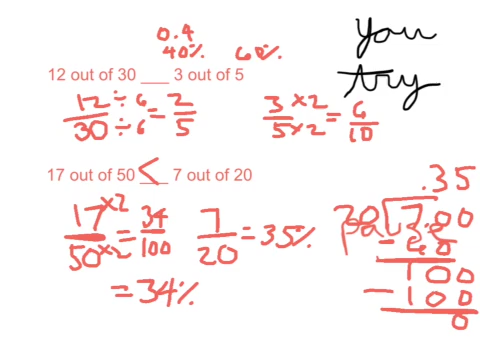 You
try
0.4
40% 60%
12 out of 30 ___ 3 out of 5
12/30 ÷6/÷6 = 2/5
3/5 ×2/×2 = 6/10
17 out of 50 < 7 out of 20
17/50 ×2/×2 = 34/100
= 34%
7/20 = 35%
.35
7.00
- 6 0
100
- 100
0